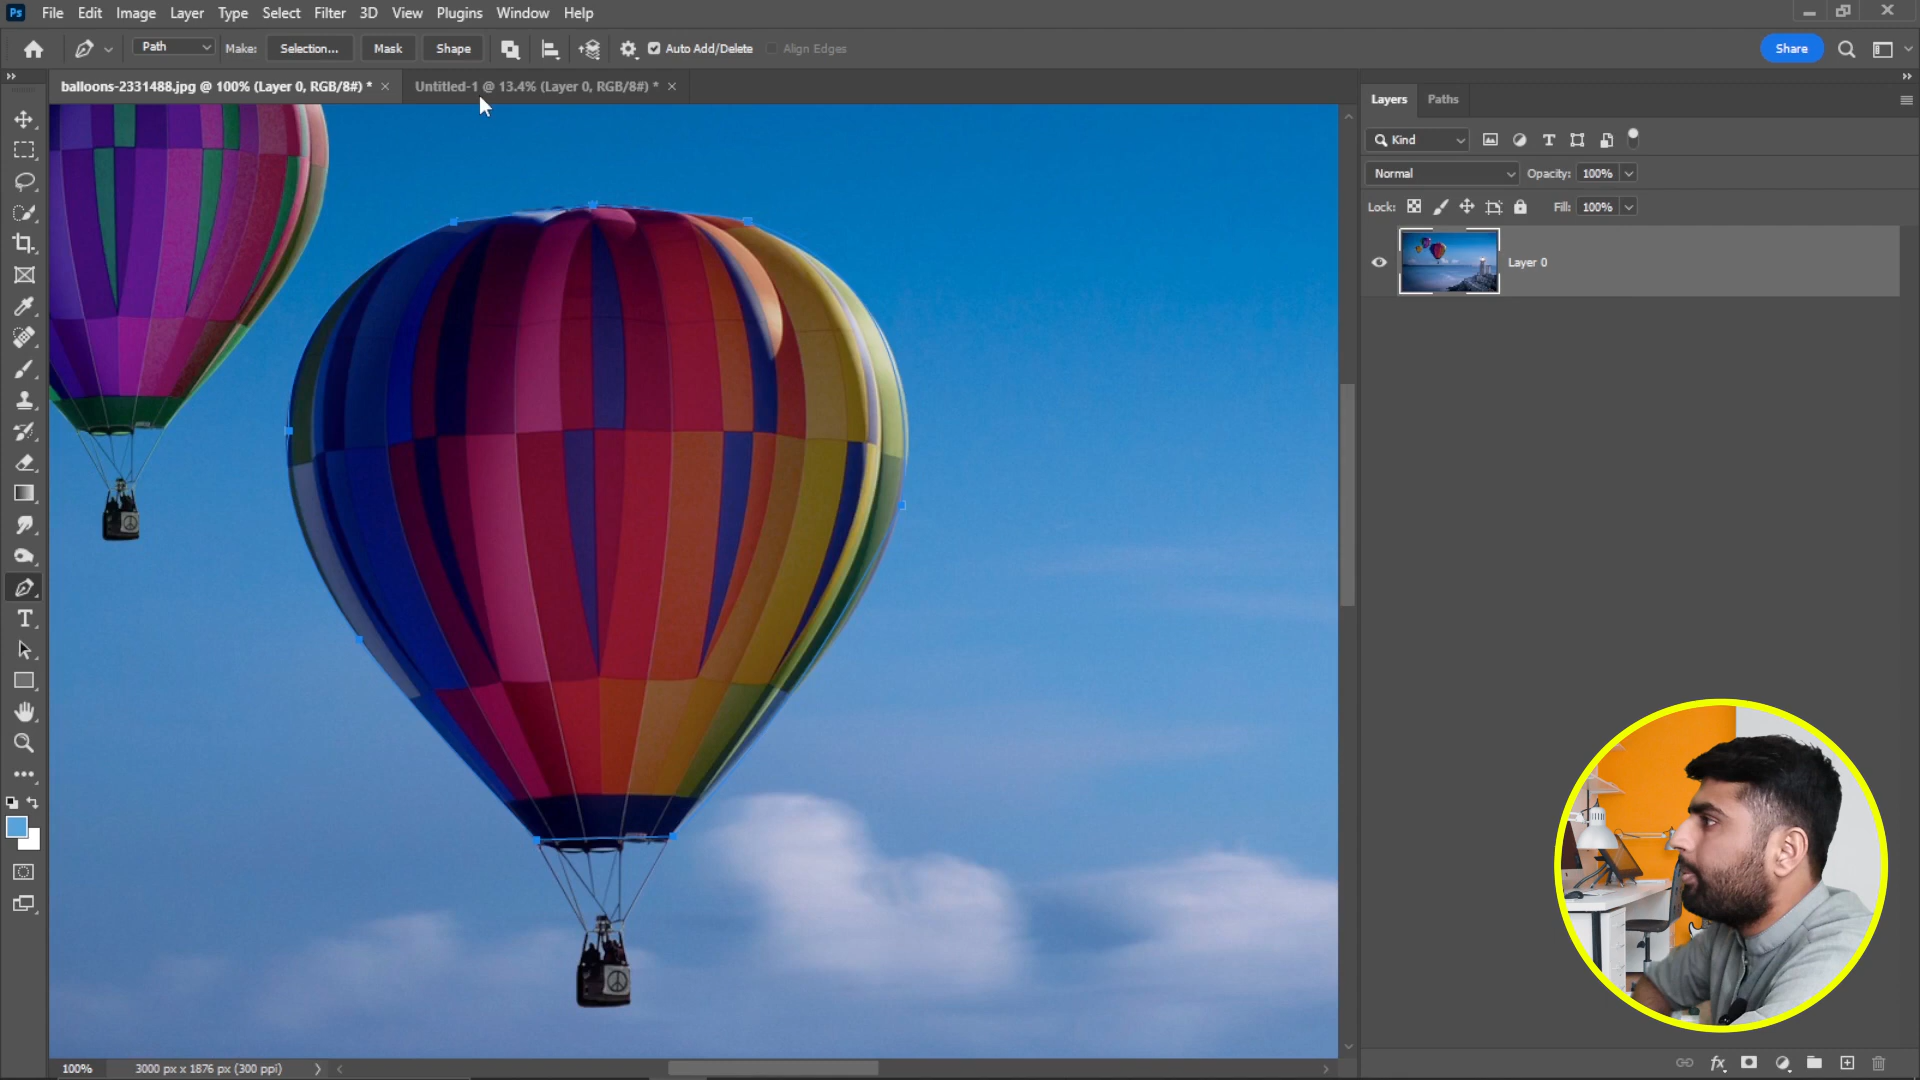 Ps File Edit Image Layer Type Select Filter 3D View Plugins Window Help
Path Make: Selection... Mask Shape Auto Add/Delete Align Edges Share
balloons-2331488.jpg @ 100% (Layer 0, RGB/8#) * × Untitled-1 @ 13.4% (Layer 0, RGB/8#) * ×
Layers Paths
Kind
Normal Opacity: 100%
Lock: Fill: 100%
Layer 0
100% 3000 px x 1876 px (300 ppi)